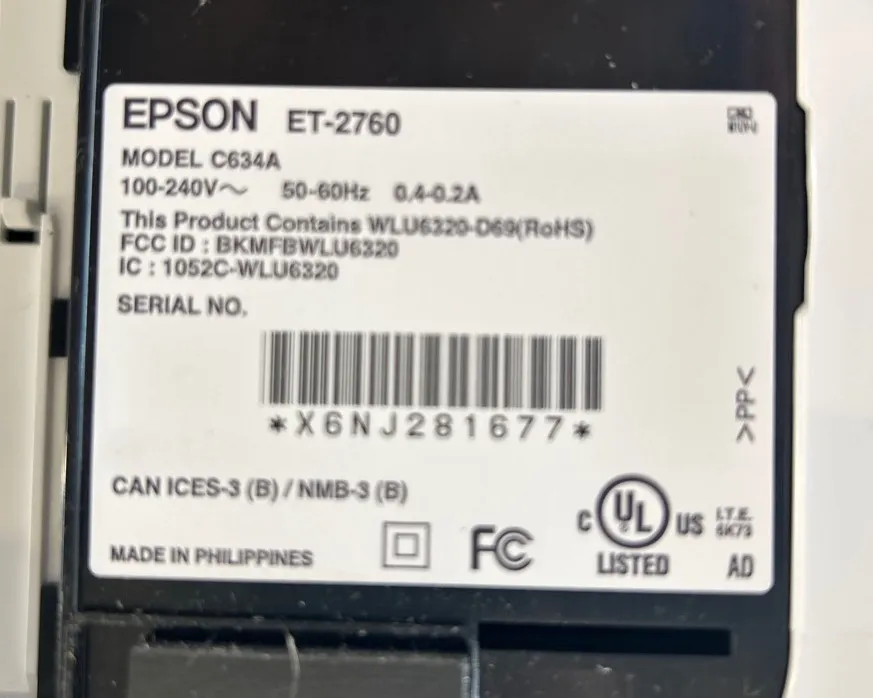 EPSON ET-2760
MODEL C634A
100-240V～ 50-60Hz 0.4-0.2A
This Product Contains WLU6320-D69(RoHS)
FCC ID : BKMFBWLU6320
IC : 1052C-WLU6320
SERIAL NO.
*X6NJ281677*
>PP<
CAN ICES-3 (B) / NMB-3 (B)
C UL US I.T.E.
LISTED AD
6K73
MADE IN PHILIPPINES
FC